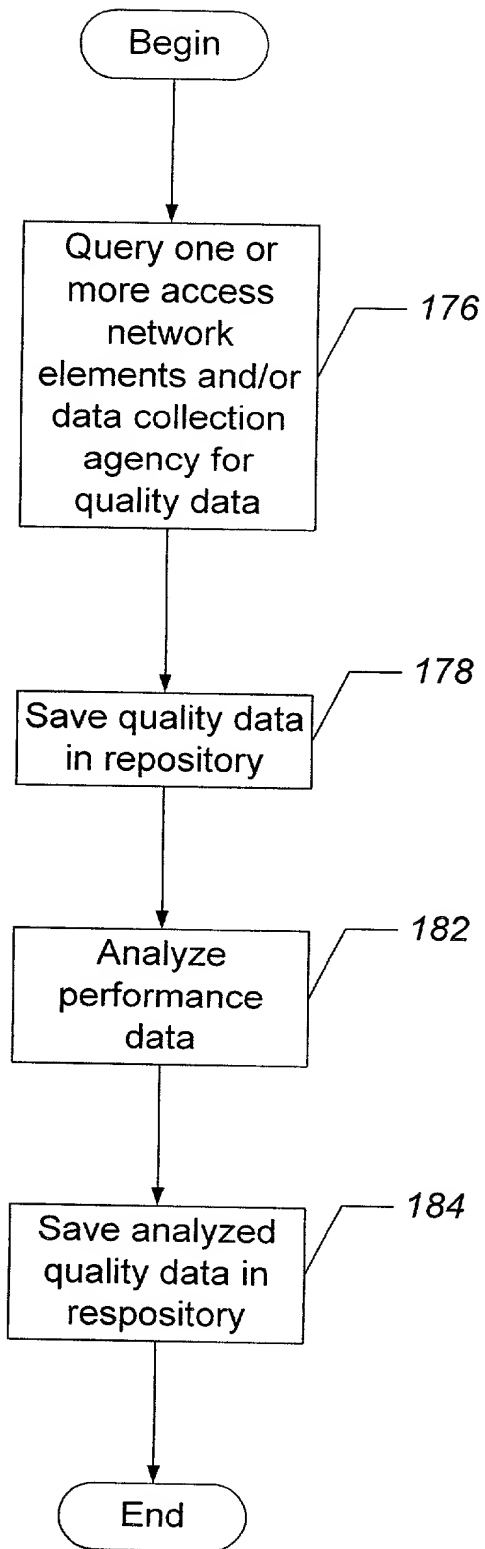 Begin
Query one or
more access
network
elements and/or
data collection
agency for
quality data
176
Save quality data
in repository
178
Analyze
performance
data
182
Save analyzed
quality data in
respository
184
End